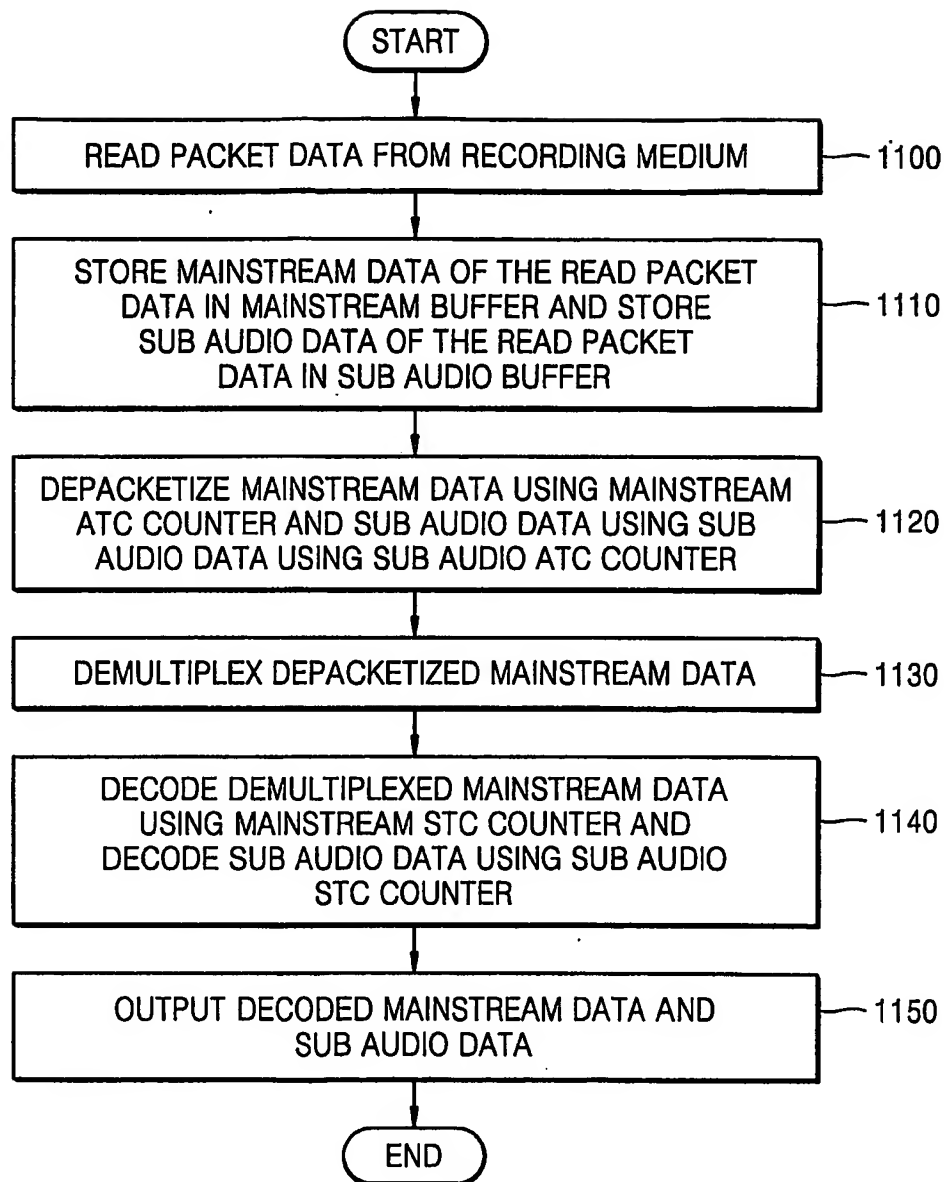 START
READ PACKET DATA FROM RECORDING MEDIUM
1100
STORE MAINSTREAM DATA OF THE READ PACKET
DATA IN MAINSTREAM BUFFER AND STORE
SUB AUDIO DATA OF THE READ PACKET
DATA IN SUB AUDIO BUFFER
1110
DEPACKETIZE MAINSTREAM DATA USING MAINSTREAM
ATC COUNTER AND SUB AUDIO DATA USING SUB
AUDIO DATA USING SUB AUDIO ATC COUNTER
1120
DEMULTIPLEX DEPACKETIZED MAINSTREAM DATA
1130
DECODE DEMULTIPLEXED MAINSTREAM DATA
USING MAINSTREAM STC COUNTER AND
DECODE SUB AUDIO DATA USING SUB AUDIO
STC COUNTER
1140
OUTPUT DECODED MAINSTREAM DATA AND
SUB AUDIO DATA
1150
END